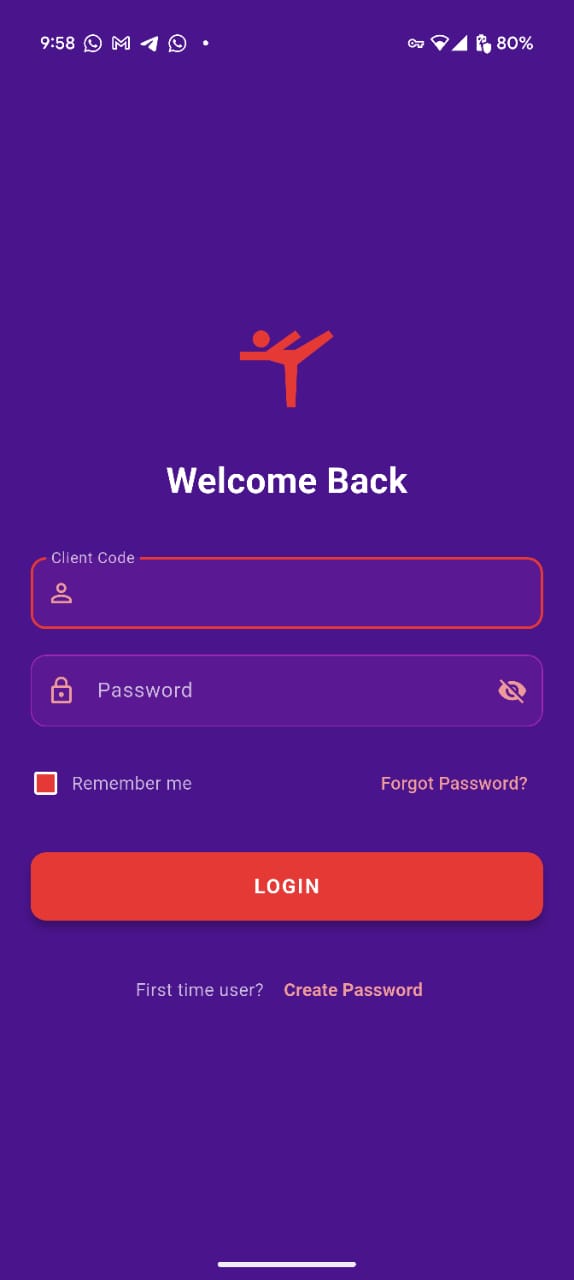 9:58 80%
Welcome Back
Client Code
Password
Remember me Forgot Password?
LOGIN
First time user? Create Password